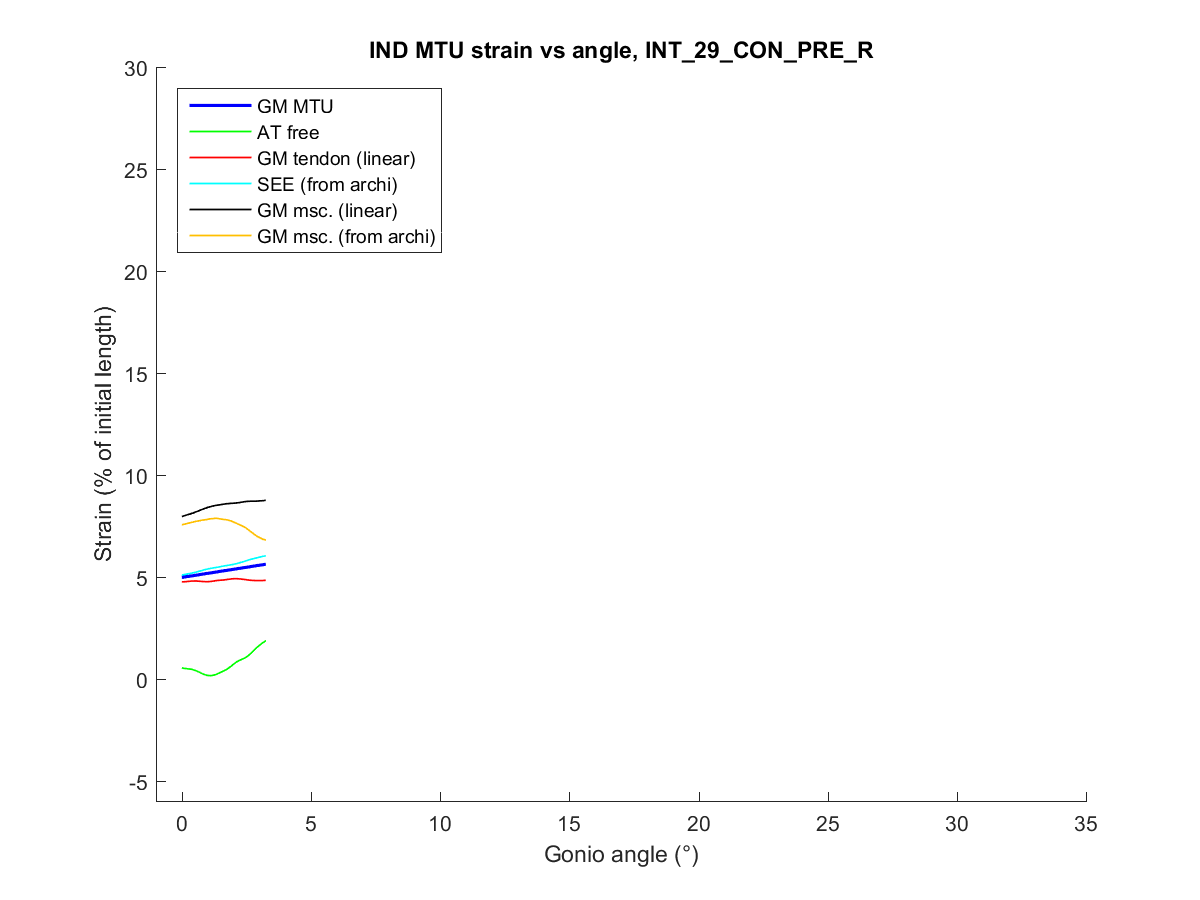 IND MTU strain vs angle, INT_29_CON_PRE_R
30
25
20
15
10
5
0
-5
Strain (% of initial length)
GM MTU
AT free
GM tendon (linear)
SEE (from archi)
GM msc. (linear)
GM msc. (from archi)
0 5 10 15 20 25 30 35
Gonio angle (°)